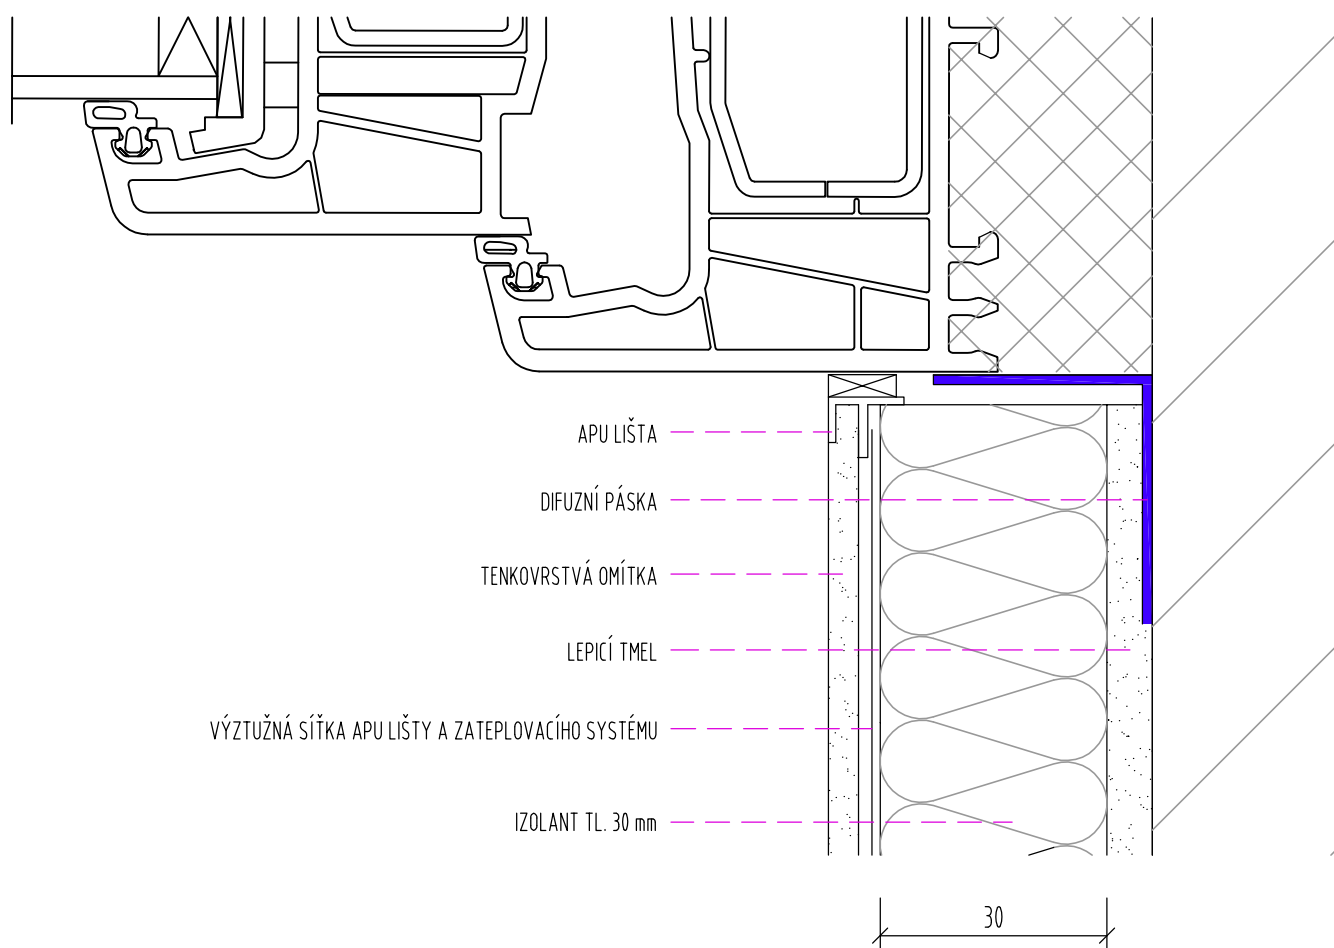 APU LIŠTA
DIFUZNÍ PÁSKA
TENKOVRSTVÁ OMÍTKA
LEPICÍ TMEL
VÝZTUŽNÁ SÍŤKA APU LIŠTY A ZATEPLOVACÍHO SYSTÉMU
IZOLANT TL. 30 mm
30